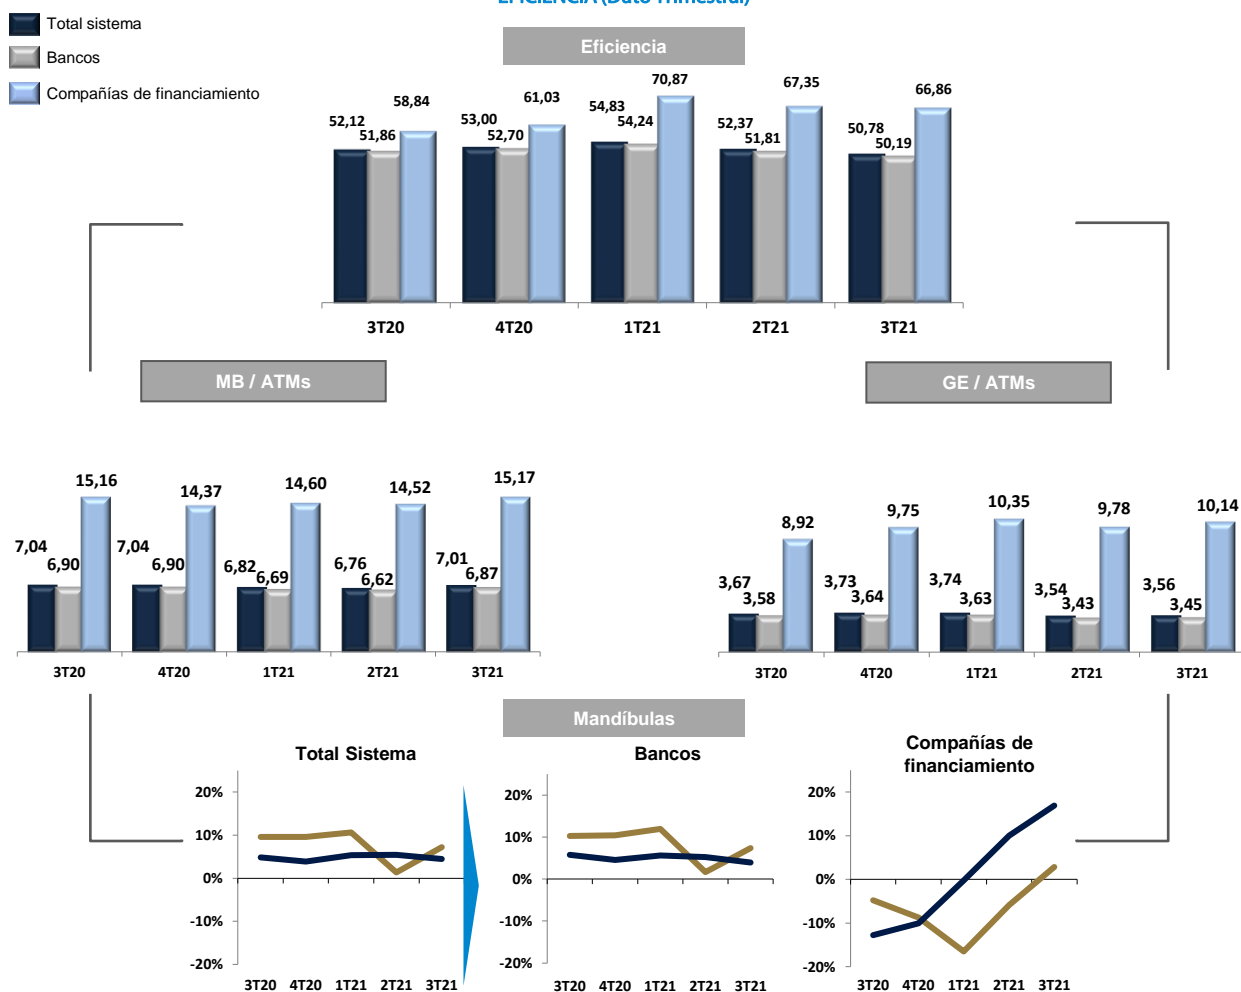 EFICIENCIA (Dato Trimestral)
Total sistema
Bancos
Compañías de financiamiento
Eficiencia
52,12
51,86
58,84
53,00
52,70
61,03
54,83
54,24
70,87
52,37
51,81
67,35
50,78
50,19
66,86
3T20
4T20
1T21
2T21
3T21
MB / ATMs
7,04
6,90
15,16
7,04
6,90
14,37
6,82
6,69
14,60
6,76
6,62
14,52
7,01
6,87
15,17
3T20
4T20
1T21
2T21
3T21
GE / ATMs
3,67
3,58
8,92
3,73
3,64
9,75
3,74
3,63
10,35
3,54
3,43
9,78
3,56
3,45
10,14
3T20
4T20
1T21
2T21
3T21
Mandíbulas
Total Sistema
20%
10%
0%
-10%
-20%
3T20
4T20
1T21
2T21
3T21
Bancos
20%
10%
0%
-10%
-20%
3T20
4T20
1T21
2T21
3T21
Compañías de
financiamiento
20%
10%
0%
-10%
-20%
3T20
4T20
1T21
2T21
3T21